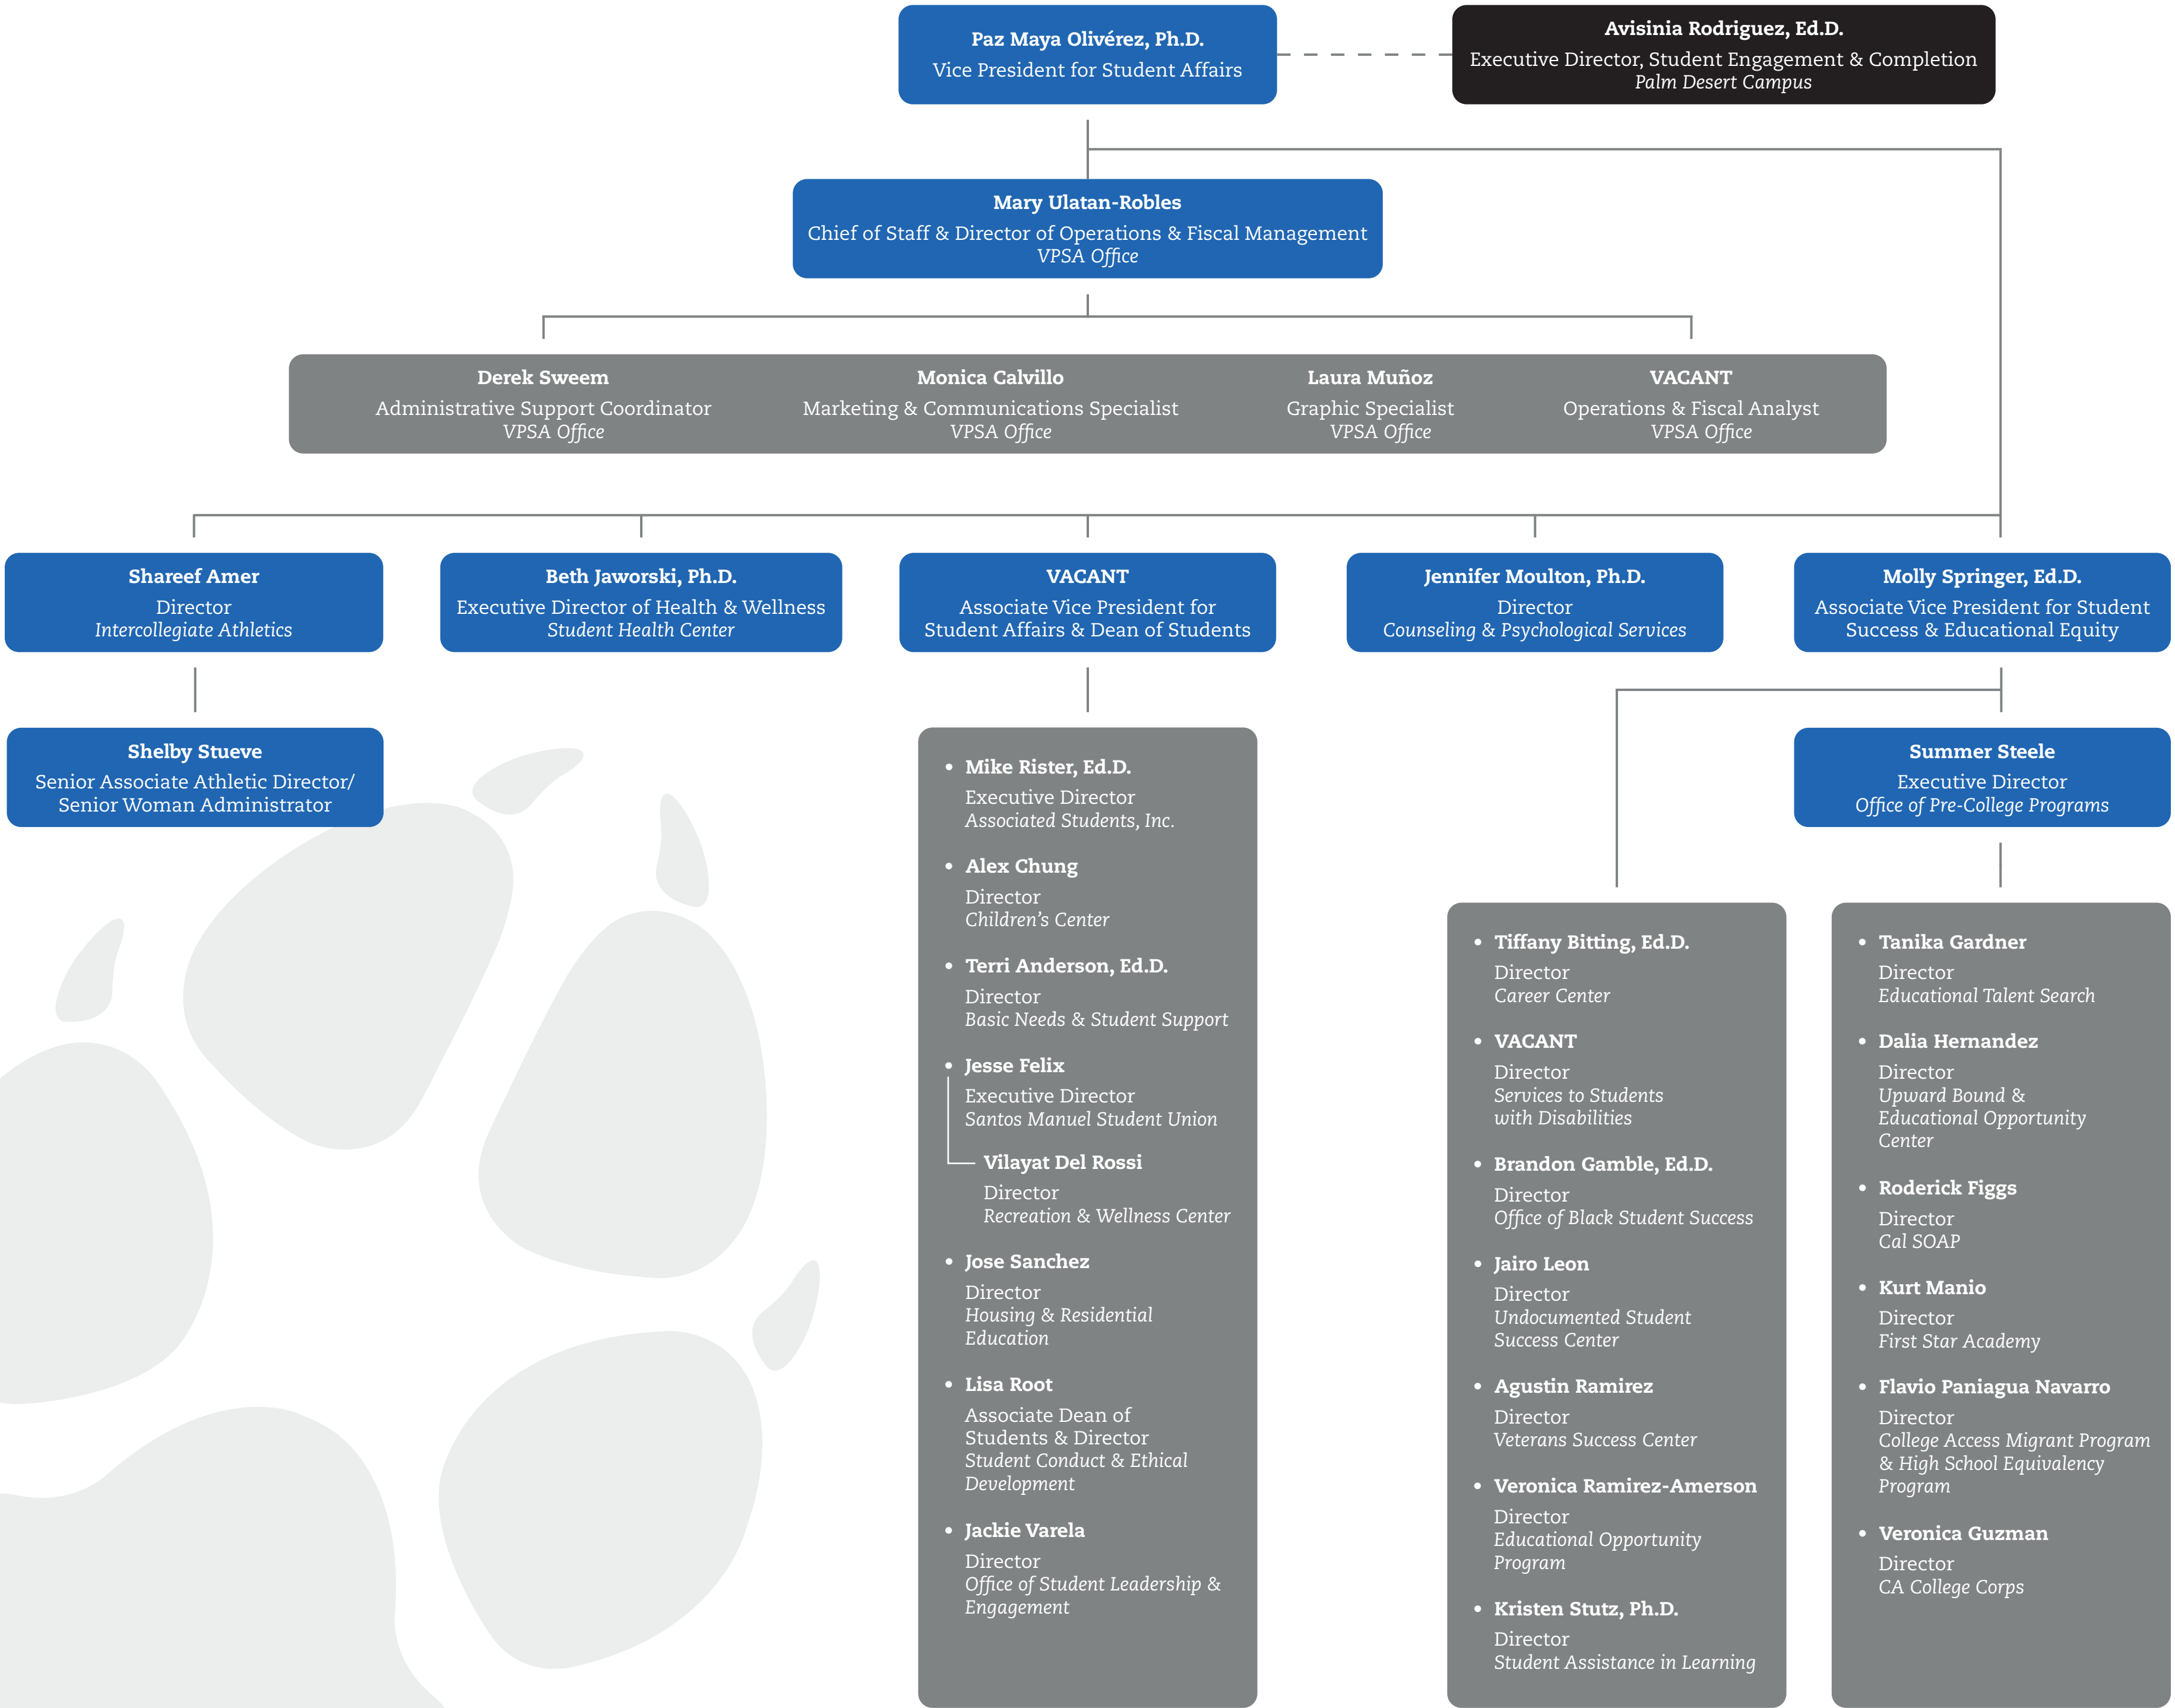 Paz Maya Olivérez, Ph.D.
Vice President for Student Affairs
Avisinia Rodriguez, Ed.D.
Executive Director, Student Engagement & Completion
Palm Desert Campus
Mary Ulatan-Robles
Chief of Staff & Director of Operations & Fiscal Management
VPSA Office
Derek Sweem
Administrative Support Coordinator
VPSA Office
Monica Calvillo
Marketing & Communications Specialist
VPSA Office
Laura Muñoz
Graphic Specialist
VPSA Office
VACANT
Operations & Fiscal Analyst
VPSA Office
Shareef Amer
Director
Intercollegiate Athletics
Beth Jaworski, Ph.D.
Executive Director of Health & Wellness
Student Health Center
VACANT
Associate Vice President for
Student Affairs & Dean of Students
Jennifer Moulton, Ph.D.
Director
Counseling & Psychological Services
Molly Springer, Ed.D.
Associate Vice President for Student
Success & Educational Equity
Shelby Stueve
Senior Associate Athletic Director/
Senior Woman Administrator
• Mike Rister, Ed.D.
Executive Director
Associated Students, Inc.
• Alex Chung
Director
Children’s Center
• Terri Anderson, Ed.D.
Director
Basic Needs & Student Support
• Jesse Felix
Executive Director
Santos Manuel Student Union
Vilayat Del Rossi
Director
Recreation & Wellness Center
• Jose Sanchez
Director
Housing & Residential
Education
• Lisa Root
Associate Dean of
Students & Director
Student Conduct & Ethical
Development
• Jackie Varela
Director
Office of Student Leadership &
Engagement
Summer Steele
Executive Director
Office of Pre-College Programs
• Tiffany Bitting, Ed.D.
Director
Career Center
• VACANT
Director
Services to Students
with Disabilities
• Brandon Gamble, Ed.D.
Director
Office of Black Student Success
• Jairo Leon
Director
Undocumented Student
Success Center
• Agustin Ramirez
Director
Veterans Success Center
• Veronica Ramirez-Amerson
Director
Educational Opportunity
Program
• Kristen Stutz, Ph.D.
Director
Student Assistance in Learning
• Tanika Gardner
Director
Educational Talent Search
• Dalia Hernandez
Director
Upward Bound &
Educational Opportunity
Center
• Roderick Figgs
Director
Cal SOAP
• Kurt Manio
Director
First Star Academy
• Flavio Paniagua Navarro
Director
College Access Migrant Program
& High School Equivalency
Program
• Veronica Guzman
Director
CA College Corps